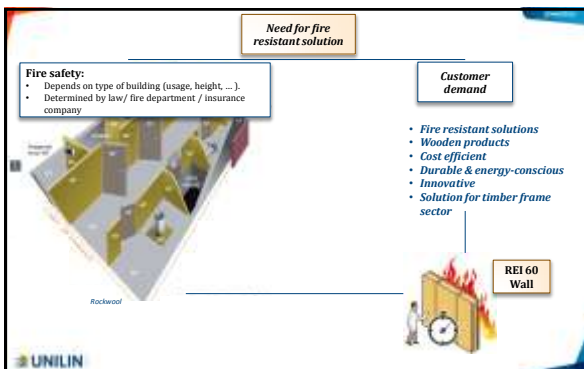 Need for fire
resistant solution
Fire safety:
• Depends on type of building (usage, height, ... ).
• Determined by law/ fire department / insurance
company
Customer
demand
• Fire resistant solutions
• Wooden products
• Cost efficient
• Durable & energy-conscious
• Innovative
• Solution for timber frame
sector
Rockwool
REI 60
Wall
UNILIN